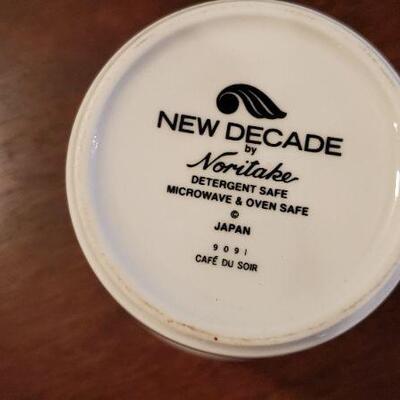 NEW DECADE
by
Noritake
DETERGENT SAFE
MICROWAVE & OVEN SAFE
©
JAPAN
9091
CAFÉ DU SOIR